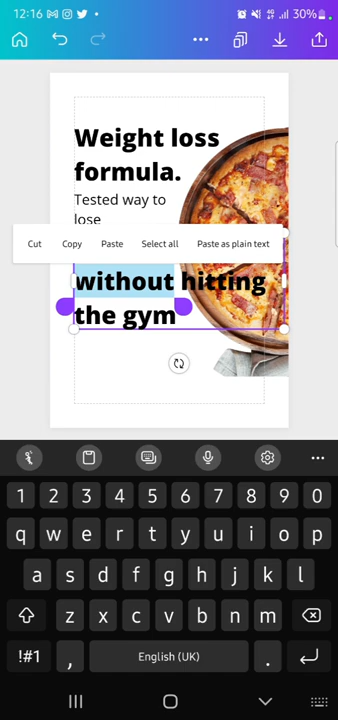 12:16
30%
Weight loss
formula.
Tested way to
lose
Cut Copy Paste Select all Paste as plain text
without hitting
the gym
1 2 3 4 5 6 7 8 9 0
q w e r t y u i o p
a s d f g h j k l
z x c v b n m
!#1 , English (UK) .